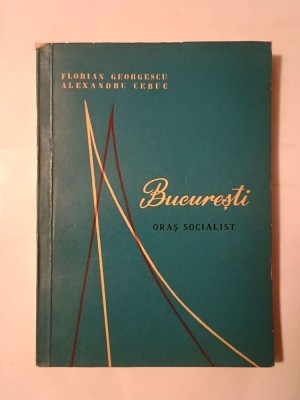 FLORIAN GEORGESCU
ALEXANDRU CEBUC
București
ORAȘ SOCIALIST